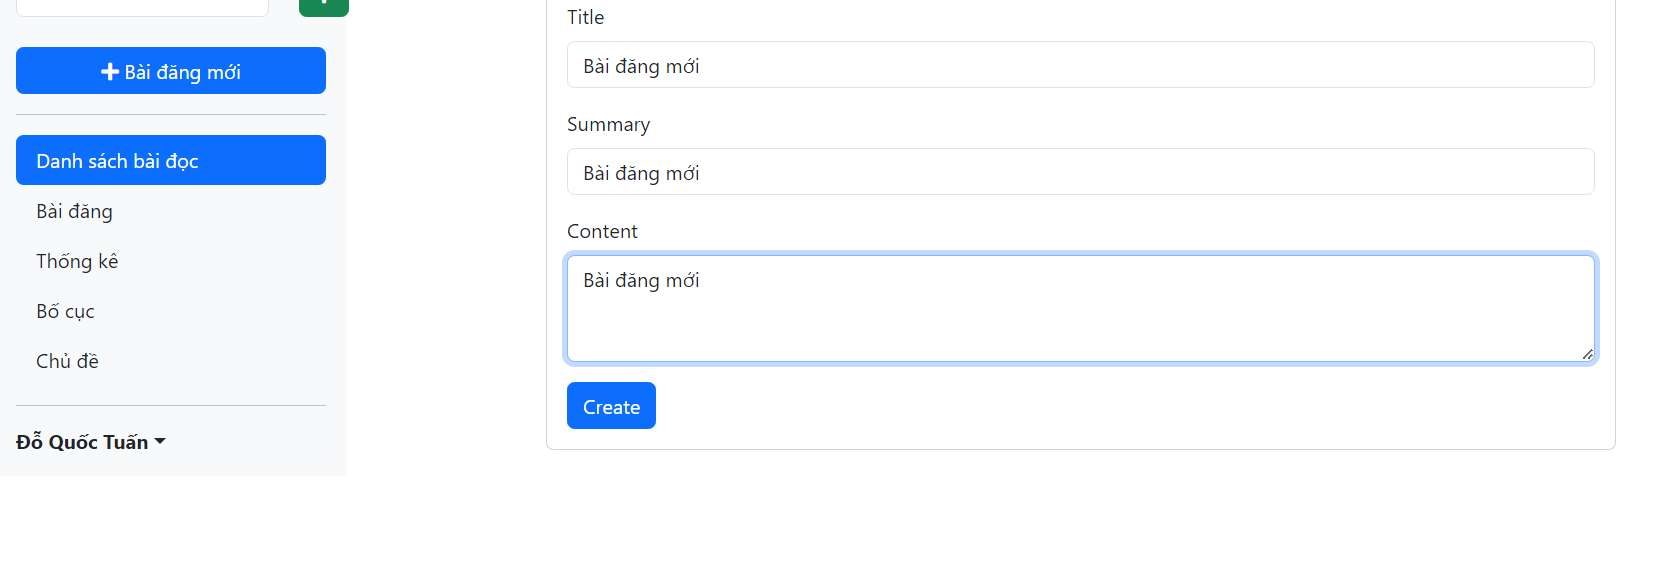 Bài đăng mới
Danh sách bài đọc
Bài đăng
Thống kê
Bố cục
Chủ đề
Đỗ Quốc Tuấn
Title
Bài đăng mới
Summary
Bài đăng mới
Content
Bài đăng mới
Create